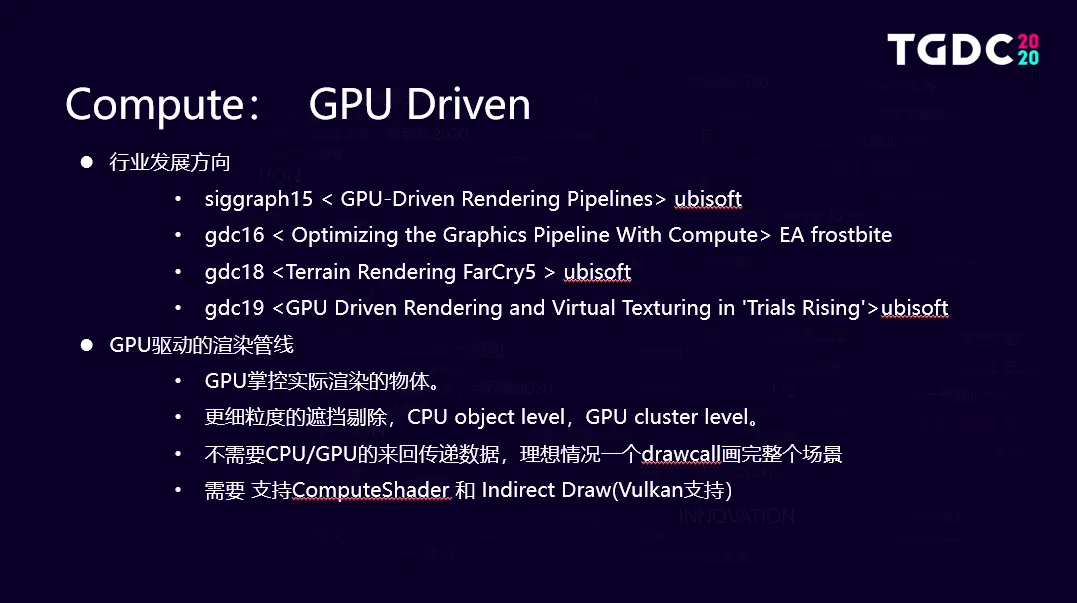 TGDC 2020
Compute： GPU Driven
行业发展方向
siggraph15 < GPU-Driven Rendering Pipelines> ubisoft
gdc16 < Optimizing the Graphics Pipeline With Compute> EA frostbite
gdc18 <Terrain Rendering FarCry5 > ubisoft
gdc19 <GPU Driven Rendering and Virtual Texturing in 'Trials Rising'>ubisoft
GPU驱动的渲染管线
GPU掌控实际渲染的物体。
更细粒度的遮挡剔除，CPU object level，GPU cluster level。
不需要CPU/GPU的来回传递数据，理想情况一个drawcall画完整个场景
需要 支持ComputeShader 和 Indirect Draw(Vulkan支持)
INNOVATION